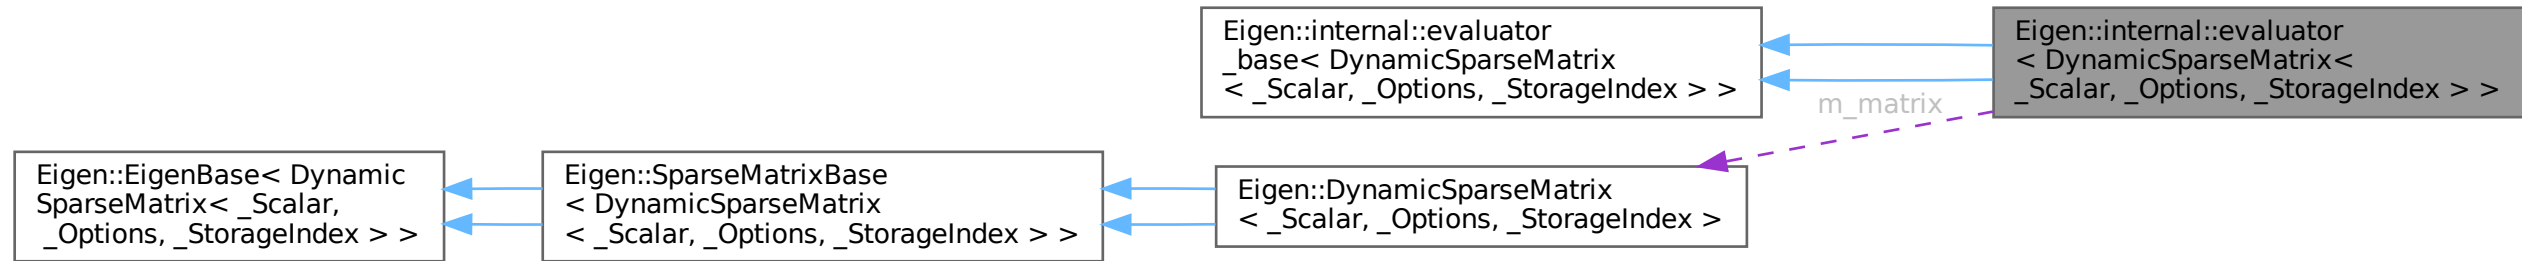 Eigen::internal::evaluator
_base< DynamicSparseMatrix
< _Scalar, _Options, _StorageIndex > >
Eigen::internal::evaluator
< DynamicSparseMatrix<
_Scalar, _Options, _StorageIndex > >
m_matrix
Eigen::EigenBase< Dynamic
SparseMatrix< _Scalar,
_Options, _StorageIndex > >
Eigen::SparseMatrixBase
< DynamicSparseMatrix
< _Scalar, _Options, _StorageIndex > >
Eigen::DynamicSparseMatrix
< _Scalar, _Options, _StorageIndex >